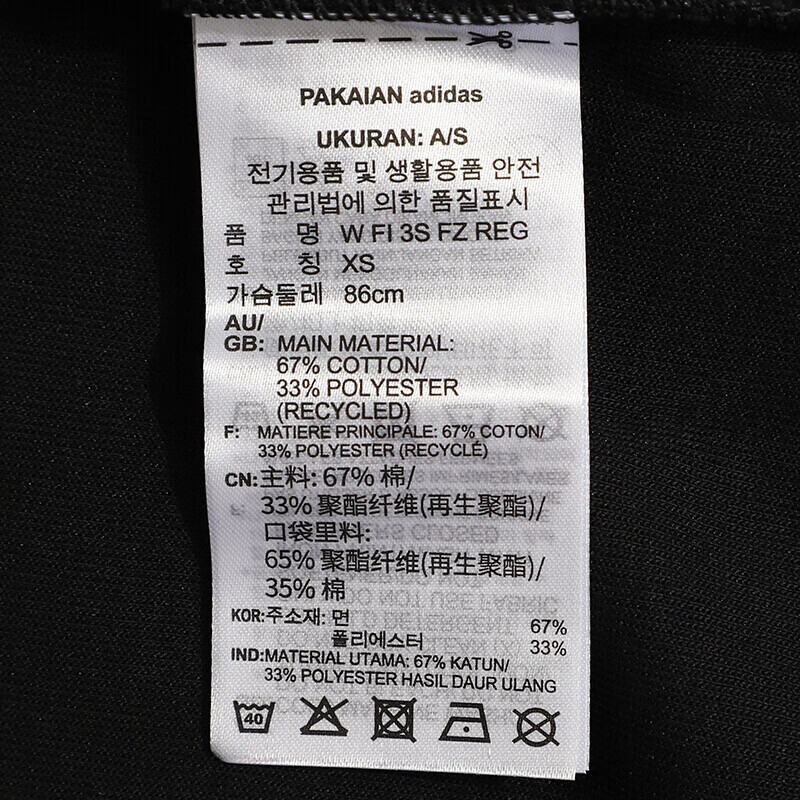 PAKAIAN adidas
UKURAN: A/S
전기용품 및 생활용품 안전
관리법에 의한 품질표시
품 명 W FI 3S FZ REG
호 칭 XS
가슴둘레 86cm
AU/
GB: MAIN MATERIAL:
67% COTTON/
33% POLYESTER
(RECYCLED)
F: MATIERE PRINCIPALE: 67% COTON/
33% POLYESTER (RECYCLÉ)
CN:主料: 67% 棉/
33% 聚酯纤维(再生聚酯)/
口袋里料:
65% 聚酯纤维(再生聚酯)/
35% 棉
KOR:주소재: 면 67%
폴리에스터 33%
IND:MATERIAL UTAMA: 67% KATUN/
33% POLYESTER HASIL DAUR ULANG
40